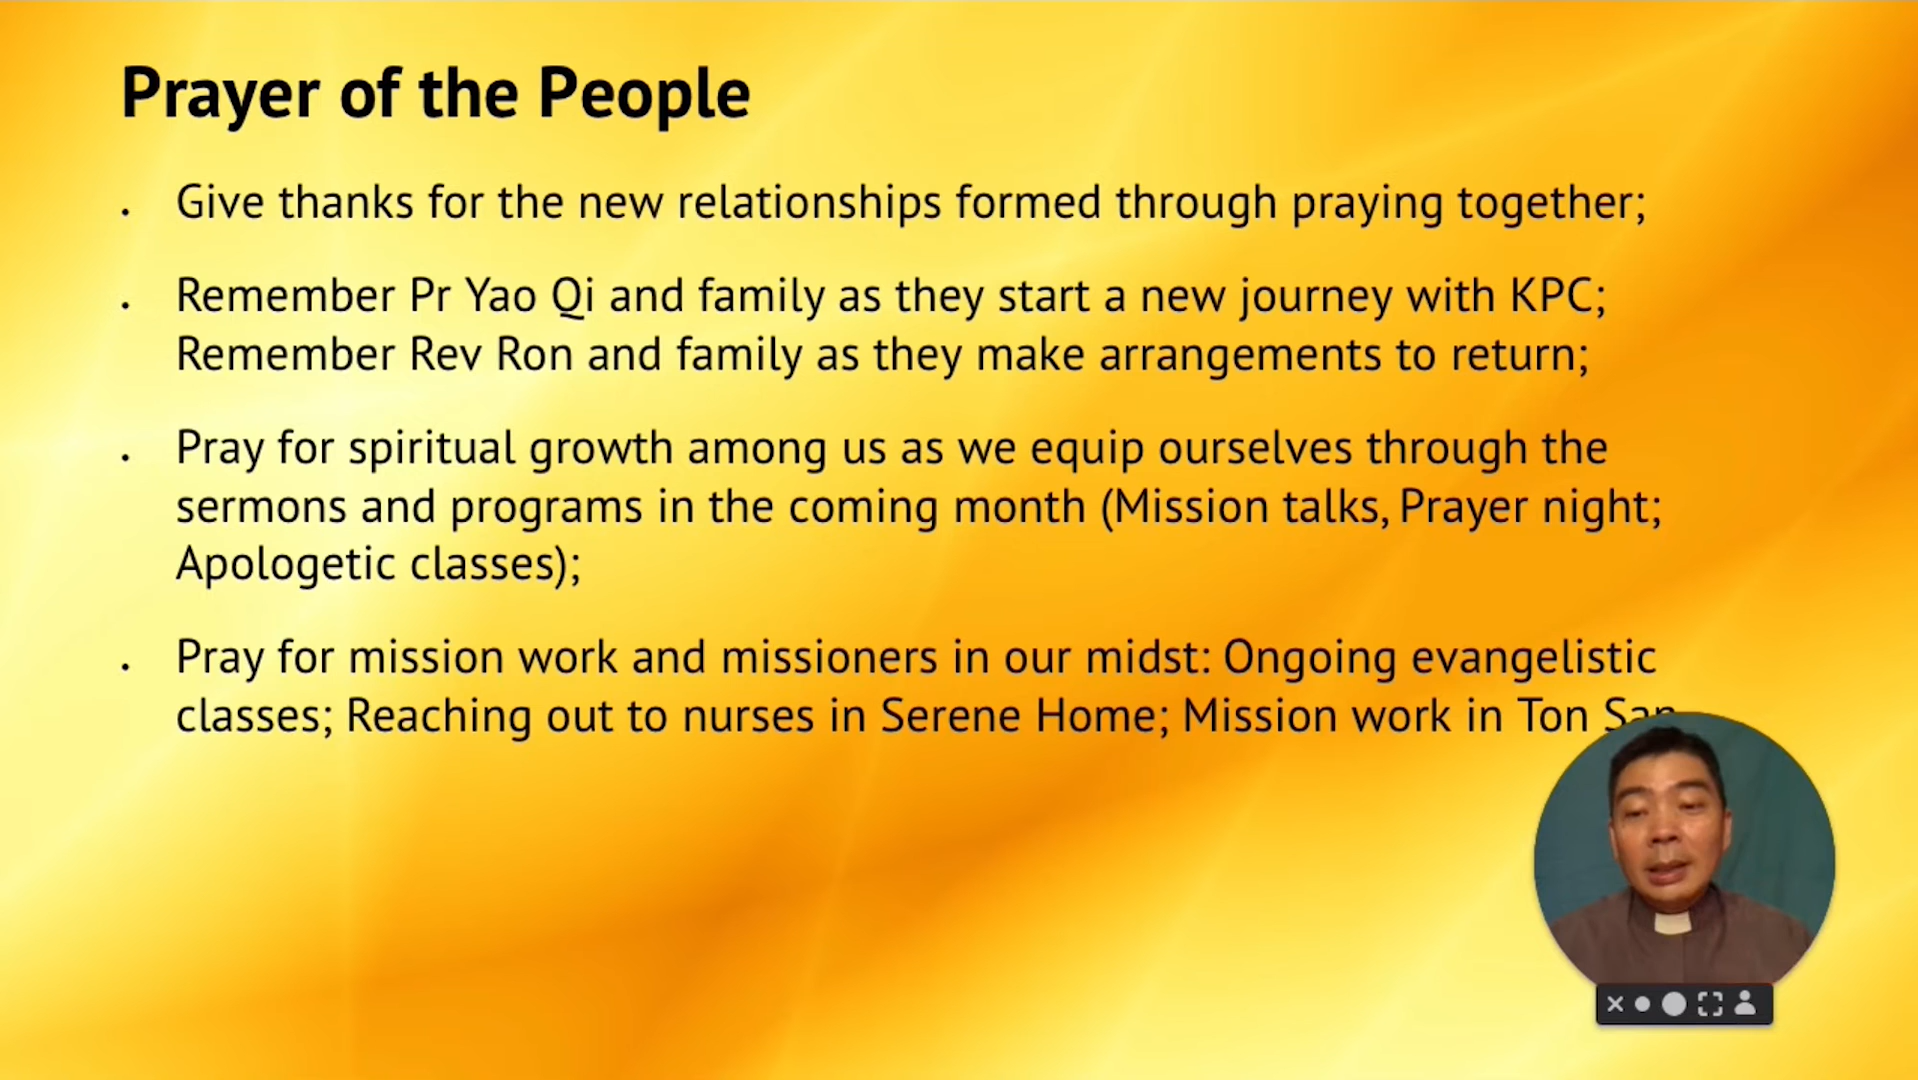 Prayer of the People
. Give thanks for the new relationships formed through praying together;
. Remember Pr Yao Qi and family as they start a new journey with KPC;
Remember Rev Ron and family as they make arrangements to return;
. Pray for spiritual growth among us as we equip ourselves through the
sermons and programs in the coming month (Mission talks, Prayer night;
Apologetic classes);
. Pray for mission work and missioners in our midst: Ongoing evangelistic
classes; Reaching out to nurses in Serene Home; Mission work in Ton San